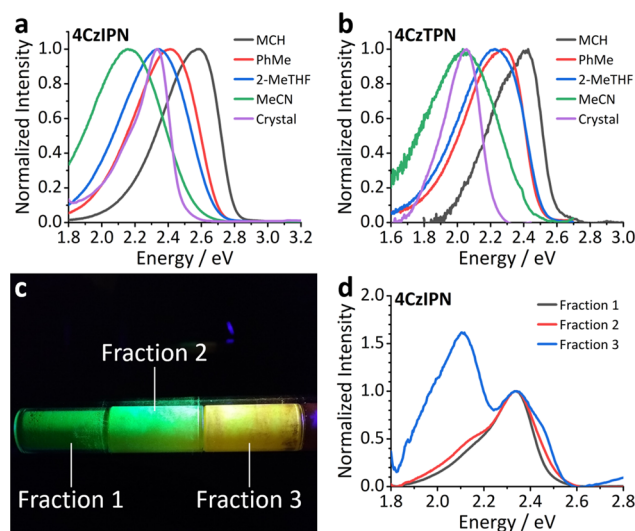 a
4CzIPN
MCH
PhMe
2-MeTHF
MeCN
Crystal
Normalized Intensity
1.0
0.8
0.6
0.4
0.2
0.0
1.8 2.0 2.2 2.4 2.6 2.8 3.0 3.2
Energy / eV
b
4CzTPN
MCH
PhMe
2-MeTHF
MeCN
Crystal
Normalized Intensity
1.0
0.8
0.6
0.4
0.2
0.0
1.6 1.8 2.0 2.2 2.4 2.6 2.8 3.0
Energy / eV
c
Fraction 2
Fraction 1
Fraction 3
d
4CzIPN
Fraction 1
Fraction 2
Fraction 3
Normalized Intensity
2.0
1.5
1.0
0.5
0.0
1.8 2.0 2.2 2.4 2.6 2.8
Energy / eV